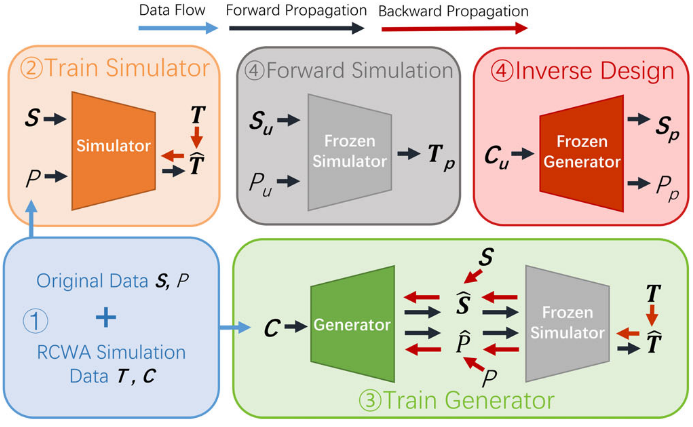 Data Flow Forward Propagation Backward Propagation
②Train Simulator
S
P
Simulator
T
T̂
④Forward Simulation
Sᵤ
Pᵤ
Frozen
Simulator
Tₚ
④Inverse Design
Cᵤ
Frozen
Generator
Sₚ
Pₚ
①
Original Data S, P
+
RCWA Simulation
Data T, C
C
Generator
S
Ŝ
P̂
P
Frozen
Simulator
T
T̂
③Train Generator